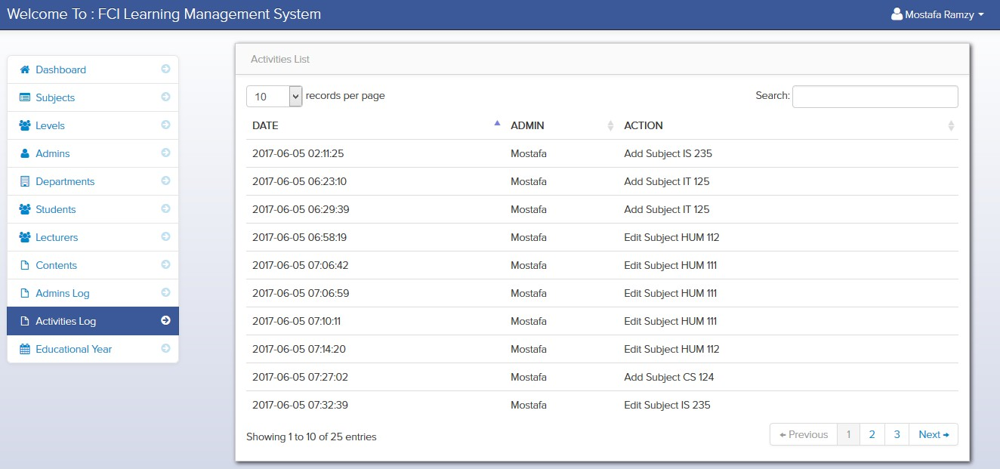 Welcome To : FCI Learning Management System
Mostafa Ramzy
Dashboard
Subjects
Levels
Admins
Departments
Students
Lecturers
Contents
Admins Log
Activities Log
Educational Year
Activities List
10 records per page
Search:
DATE ADMIN ACTION
2017-06-05 02:11:25 Mostafa Add Subject IS 235
2017-06-05 06:23:10 Mostafa Add Subject IT 125
2017-06-05 06:29:39 Mostafa Add Subject IT 125
2017-06-05 06:58:19 Mostafa Edit Subject HUM 112
2017-06-05 07:06:42 Mostafa Edit Subject HUM 111
2017-06-05 07:06:59 Mostafa Edit Subject HUM 111
2017-06-05 07:10:11 Mostafa Edit Subject HUM 111
2017-06-05 07:14:20 Mostafa Edit Subject HUM 112
2017-06-05 07:27:02 Mostafa Add Subject CS 124
2017-06-05 07:32:39 Mostafa Edit Subject IS 235
Showing 1 to 10 of 25 entries
← Previous 1 2 3 Next →